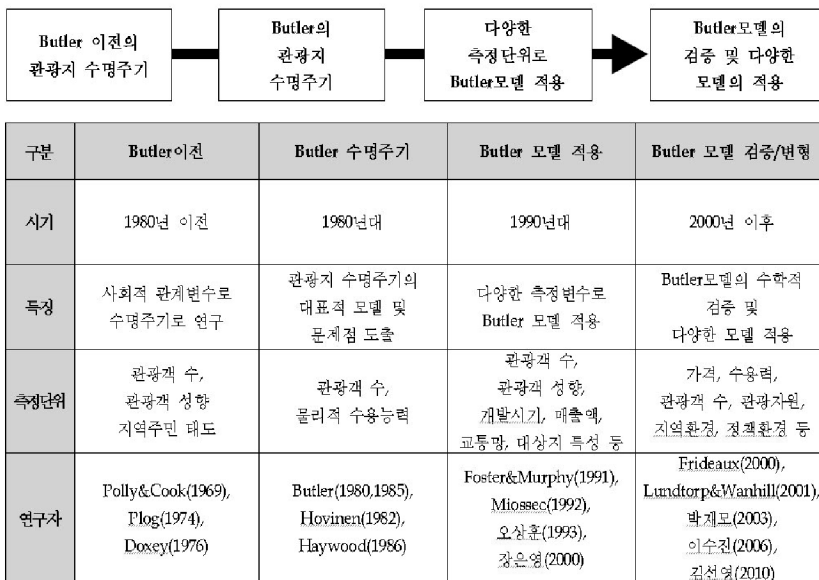 Butler 이전의
관광지 수명주기
Butler의
관광지
수명주기
다양한
측정단위로
Butler모델 적용
Butler모델의
검증 및 다양한
모델의 적용
구분
Butler이전
Butler 수명주기
Butler 모델 적용
Butler 모델 검증/변형
시기
1980년 이전
1980년대
1990년대
2000년 이후
특징
사회적 관계변수로
수명주기로 연구
관광지 수명주기의
대표적 모델 및
문제점 도출
다양한 측정변수로
Butler 모델 적용
Butler모델의 수학적
검증 및
다양한 모델 적용
측정단위
관광객 수,
관광객 성향
지역주민 태도
관광객 수,
물리적 수용능력
관광객 수,
관광객 성향,
개발시기, 매출액,
교통망, 대상지 특성 등
가격, 수용력,
관광객 수, 관광자원,
지역환경, 정책환경 등
연구자
Polly&Cook(1969),
Plog(1974),
Doxey(1976)
Butler(1980,1985),
Hovinen(1982),
Haywood(1986)
Foster&Murphy(1991),
Miossec(1992),
오상훈(1993),
장은영(2000)
Frideaux(2000),
Lundtorp&Wanhill(2001),
박재모(2003),
이수진(2006),
김선영(2010)